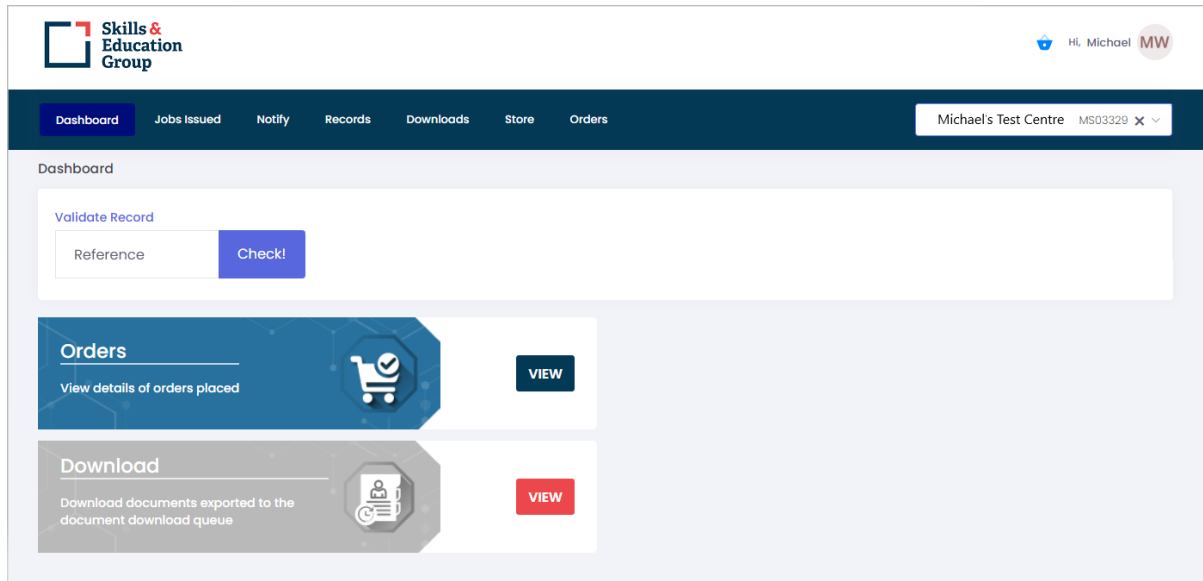 Skills &
Education
Group
Hi, Michael MW
Dashboard Jobs Issued Notify Records Downloads Store Orders Michael's Test Centre MS03329
Dashboard
Validate Record
Reference Check!
Orders
View details of orders placed
VIEW
Download
Download documents exported to the
document download queue
VIEW